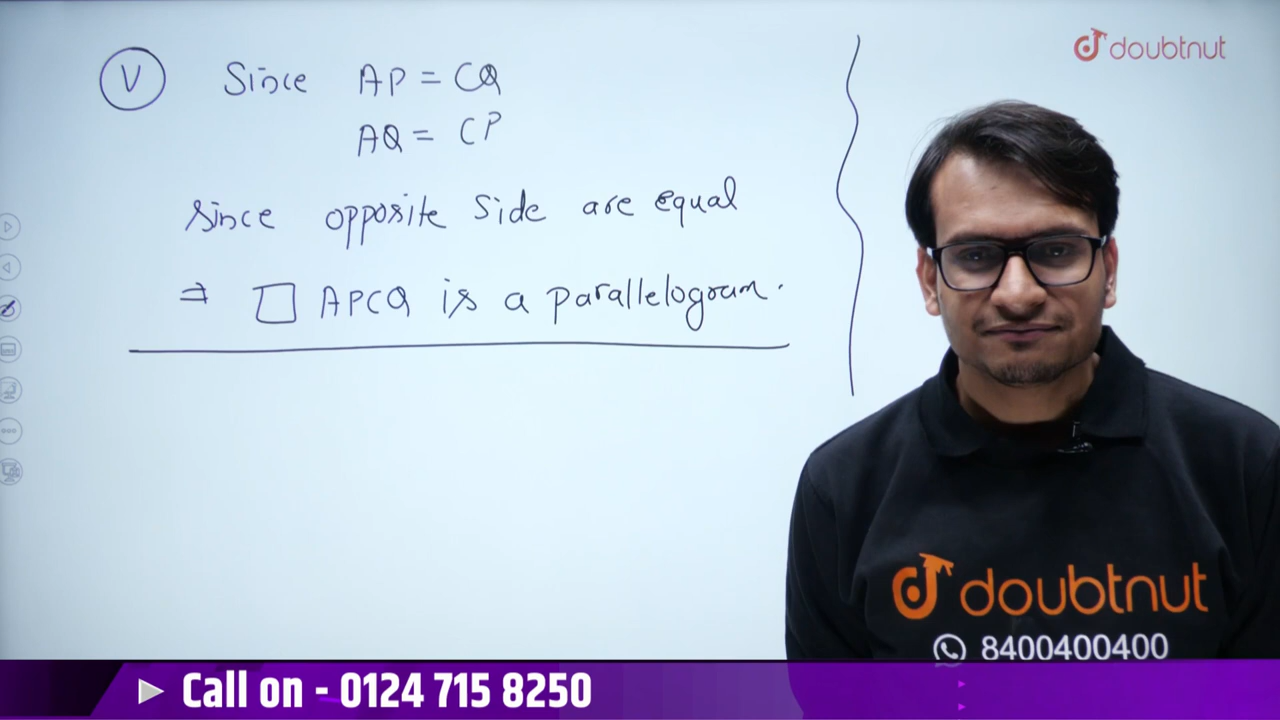 doubtnut
V Since AP = CQ
AQ = CP
Since opposite side are equal
⇒ □ APCQ is a parallelogram.
doubtnut
8400400400
Call on - 0124 715 8250